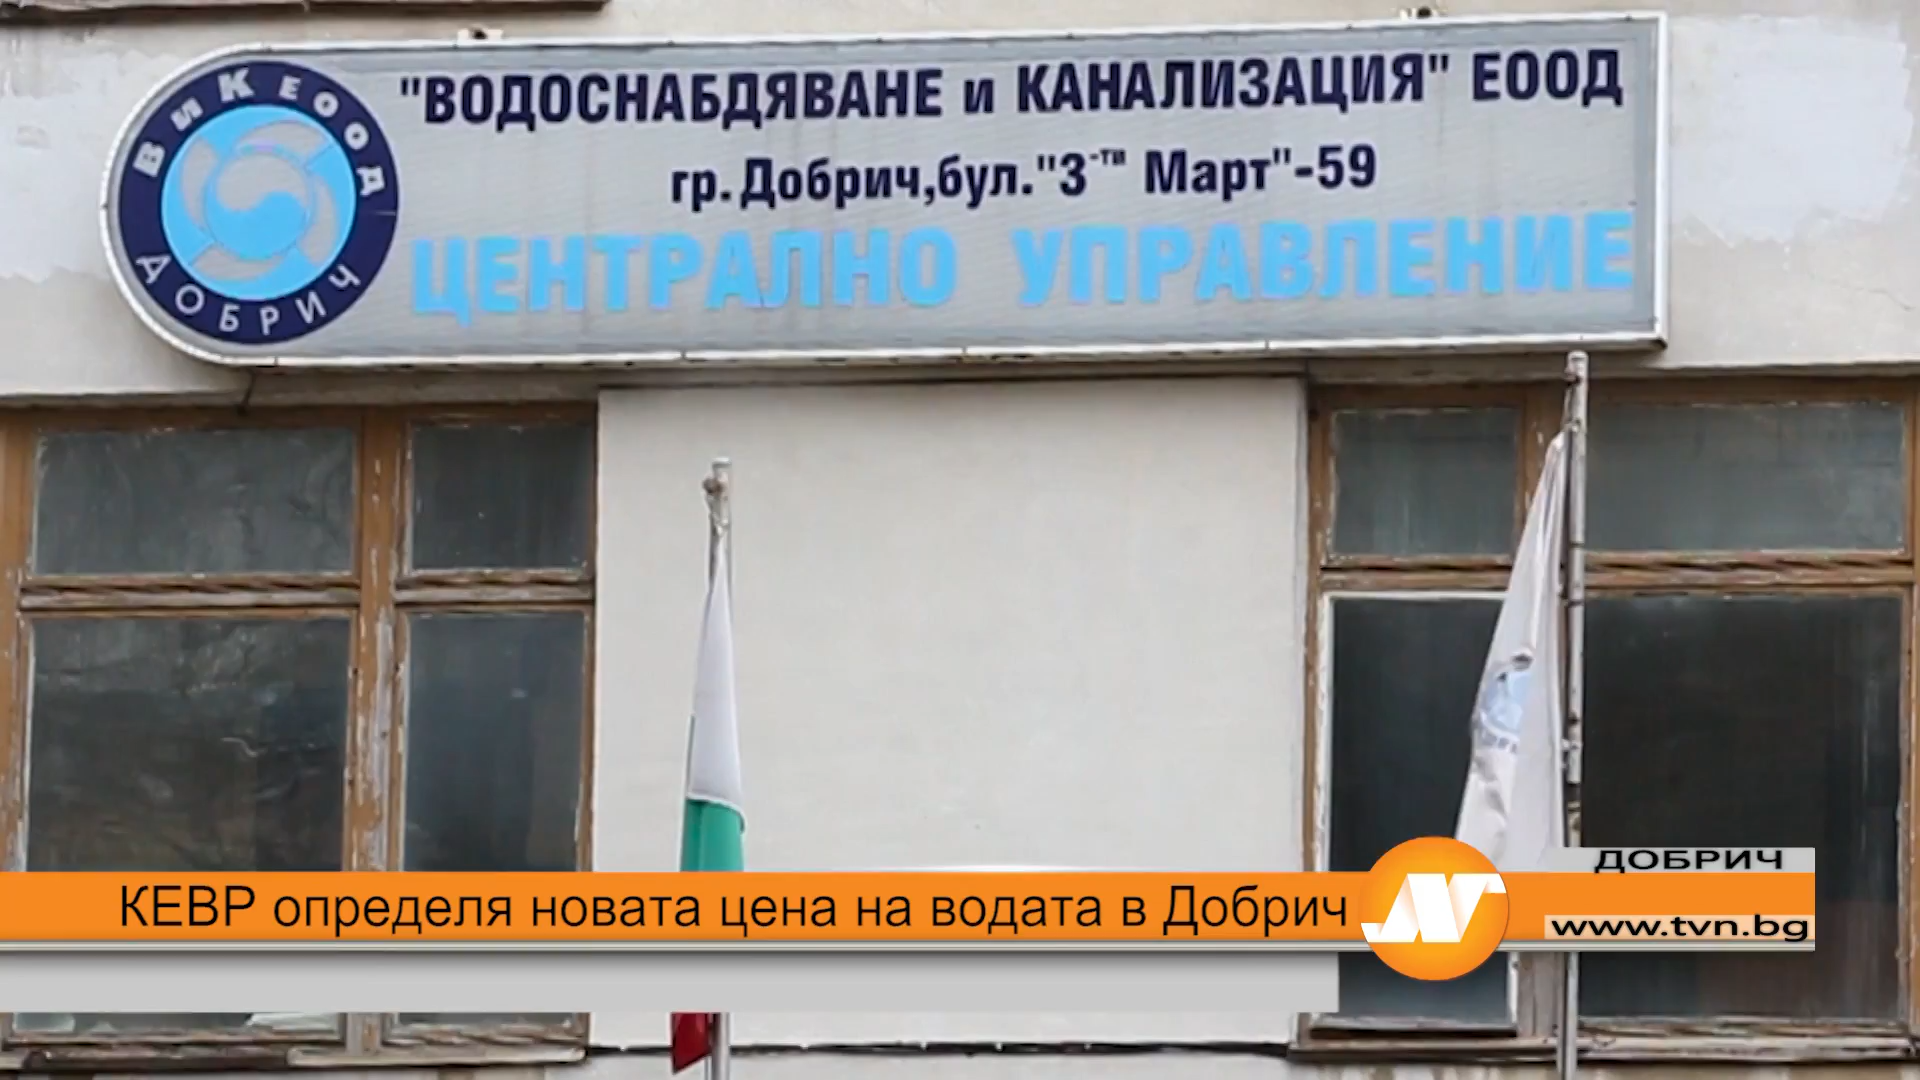 ВиК ЕООД
ДОБРИЧ
"ВОДОСНАБДЯВАНЕ и КАНАЛИЗАЦИЯ" ЕООД
гр.Добрич,бул."3-ти Март"-59
ЦЕНТРАЛНО УПРАВЛЕНИЕ
ДОБРИЧ
КЕВР определя новата цена на водата в Добрич
www.tvn.bg